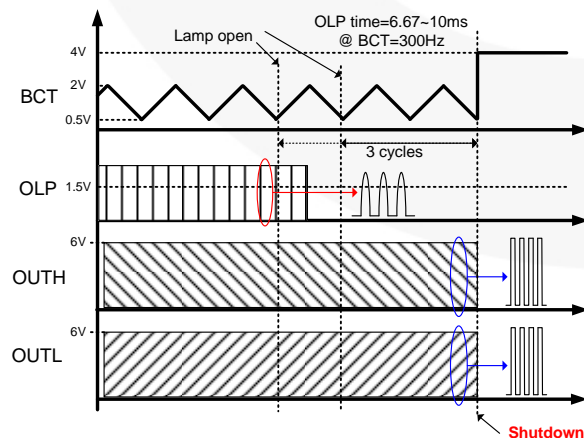 OLP time=6.67~10ms
@ BCT=300Hz
Lamp open
4V
BCT
2V
0.5V
3 cycles
OLP
1.5V
6V
OUTH
6V
OUTL
Shutdown